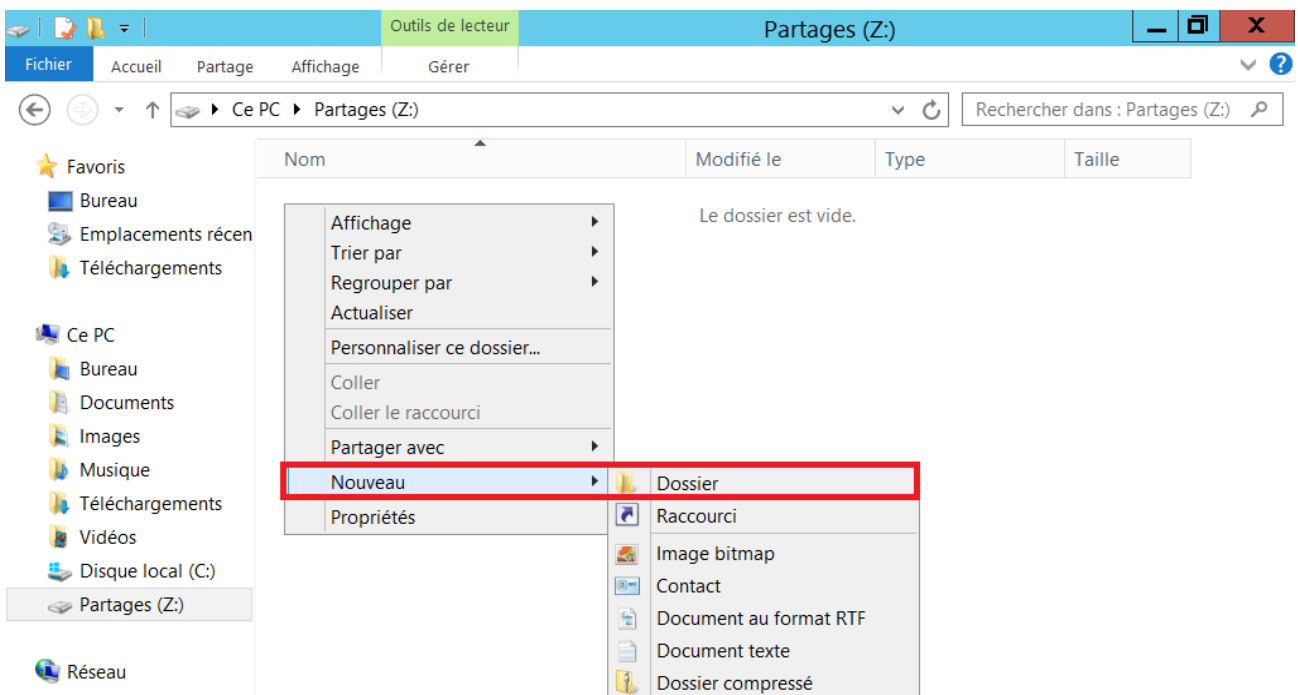 Outils de lecteur Partages (Z:)
Fichier Accueil Partage Affichage Gérer
Ce PC Partages (Z:) Rechercher dans : Partages (Z:)
Nom Modifié le Type Taille
Le dossier est vide.
Favoris
Bureau
Emplacements récen
Téléchargements
Ce PC
Bureau
Documents
Images
Musique
Téléchargements
Vidéos
Disque local (C:)
Partages (Z:)
Réseau
Affichage
Trier par
Regrouper par
Actualiser
Personnaliser ce dossier...
Coller
Coller le raccourci
Partager avec
Nouveau
Propriétés
Dossier
Raccourci
Image bitmap
Contact
Document au format RTF
Document texte
Dossier compressé